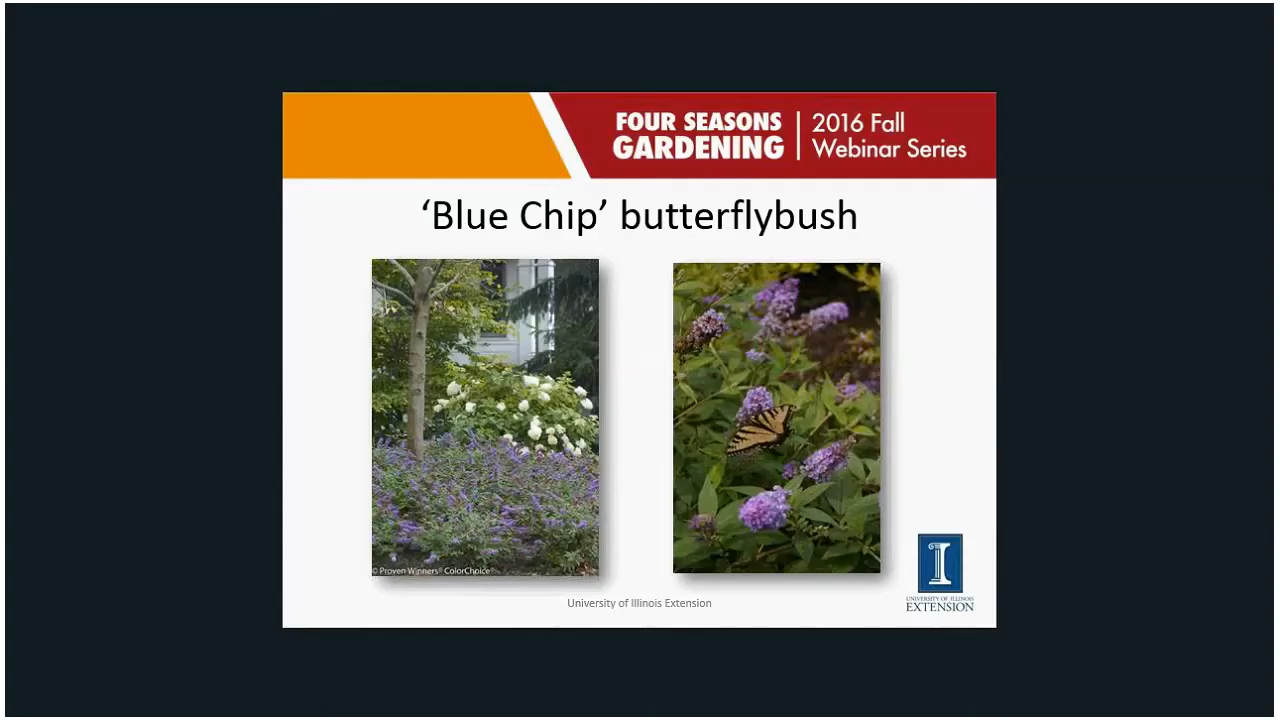 FOUR SEASONS
GARDENING
2016 Fall
Webinar Series
‘Blue Chip’ butterflybush
© Proven Winners® ColorChoice®
University of Illinois Extension
I
UNIVERSITY OF ILLINOIS
EXTENSION